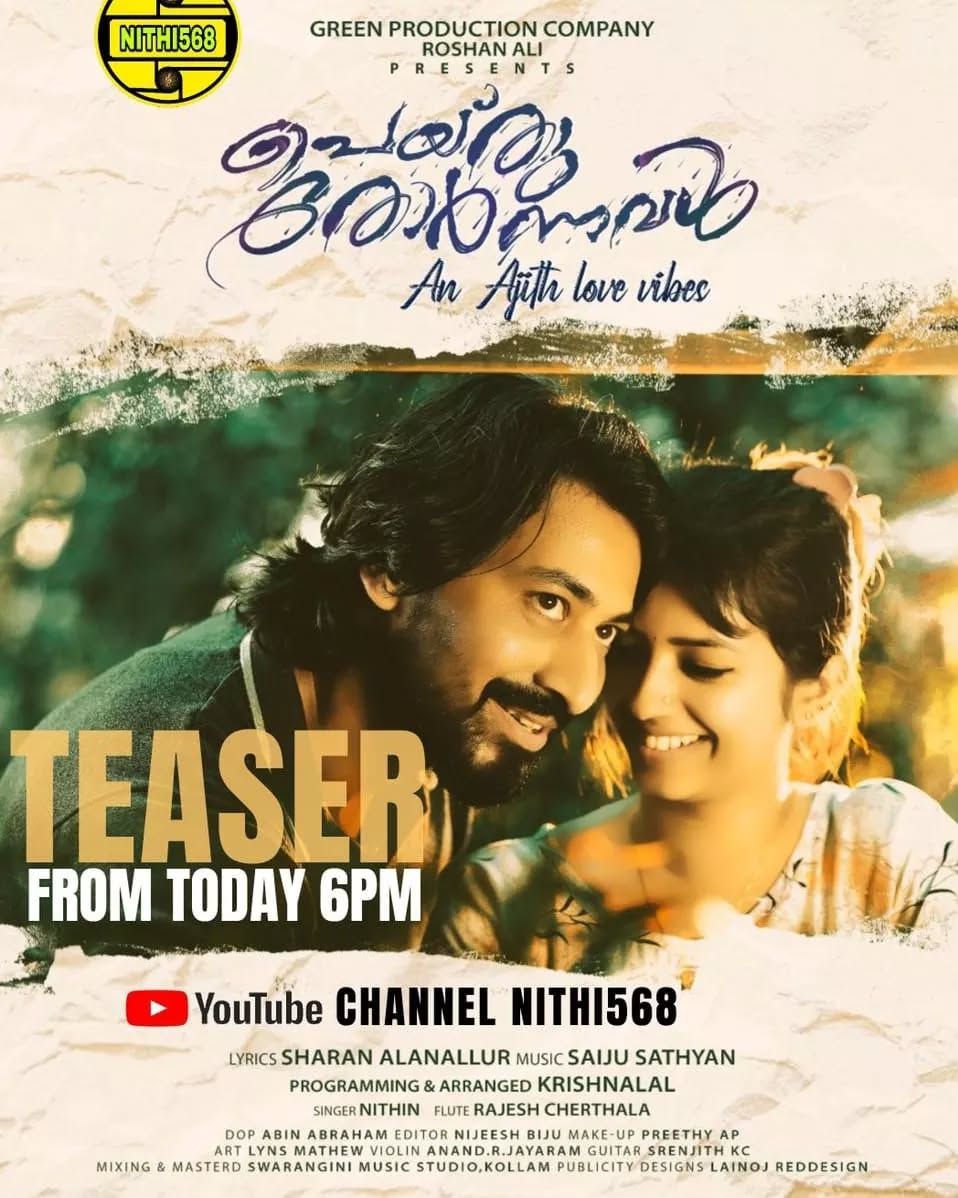 NITHI568
GREEN PRODUCTION COMPANY
ROSHAN ALI
PRESENTS
പെയ്തു
തോർന്നവൾ
An Ajith love vibes
TEASER
FROM TODAY 6PM
YouTube CHANNEL NITHI568
LYRICS SHARAN ALANALLUR MUSIC SAIJU SATHYAN
PROGRAMMING & ARRANGED KRISHNALAL
SINGER NITHIN FLUTE RAJESH CHERTHALA
DOP ABIN ABRAHAM EDITOR NIJEESH BIJU MAKE-UP PREETHY AP
ART LYNS MATHEW VIOLIN ANAND.R.JAYARAM GUITAR SRENJITH KC
MIXING & MASTERD SWARANGINI MUSIC STUDIO,KOLLAM PUBLICITY DESIGNS LAINOJ REDDESIGN